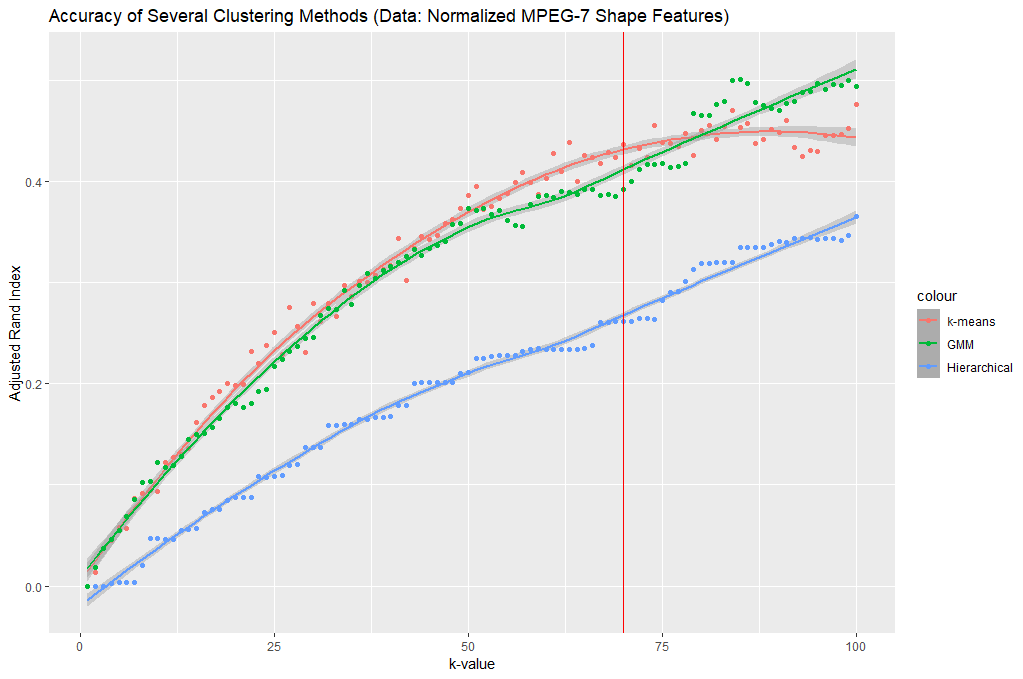 Accuracy of Several Clustering Methods (Data: Normalized MPEG-7 Shape Features)
Adjusted Rand Index
0.4
0.2
0.0
0
25
50
75
100
k-value
colour
k-means
GMM
Hierarchical